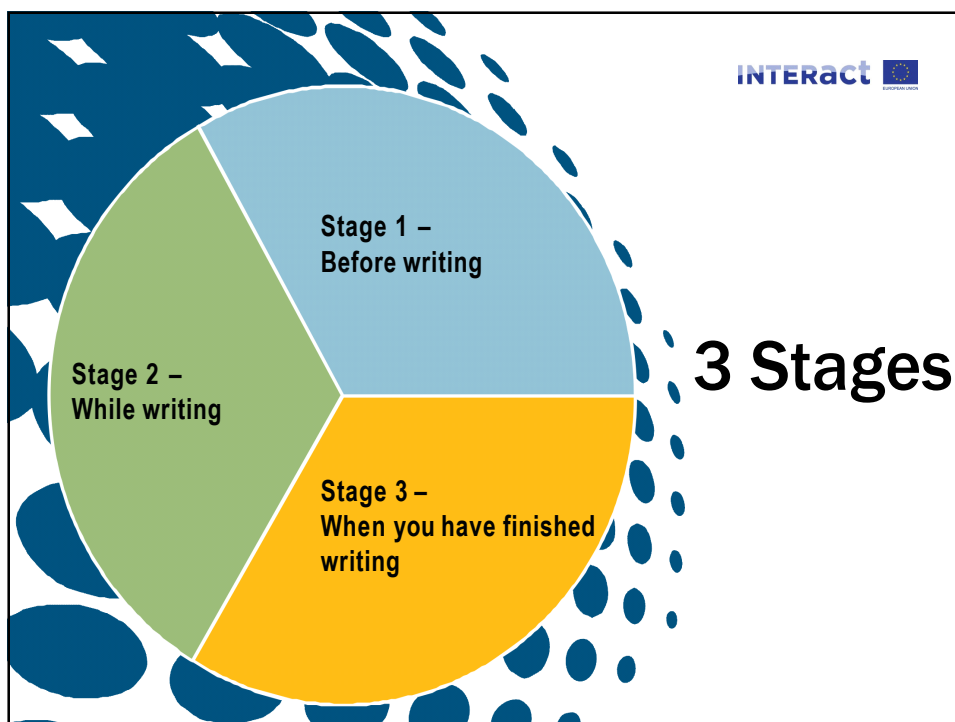 INTERact
EUROPEAN UNION
Stage 1 –
Before writing
3 Stages
Stage 2 –
While writing
Stage 3 –
When you have finished
writing